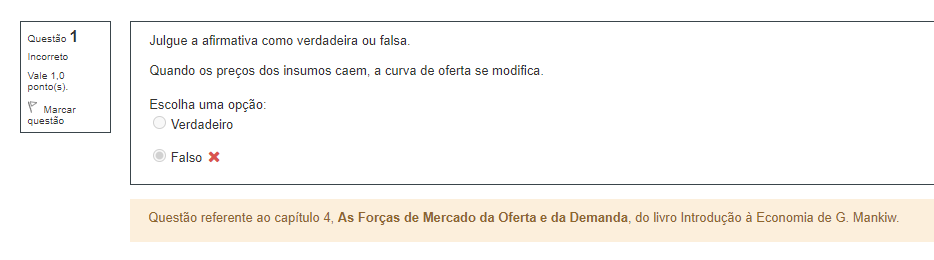 Questão 1
Incorreto
Vale 1,0
ponto(s).
Marcar
questão
Julgue a afirmativa como verdadeira ou falsa.
Quando os preços dos insumos caem, a curva de oferta se modifica.
Escolha uma opção:
Verdadeiro
Falso
Questão referente ao capítulo 4, As Forças de Mercado da Oferta e da Demanda, do livro Introdução à Economia de G. Mankiw.